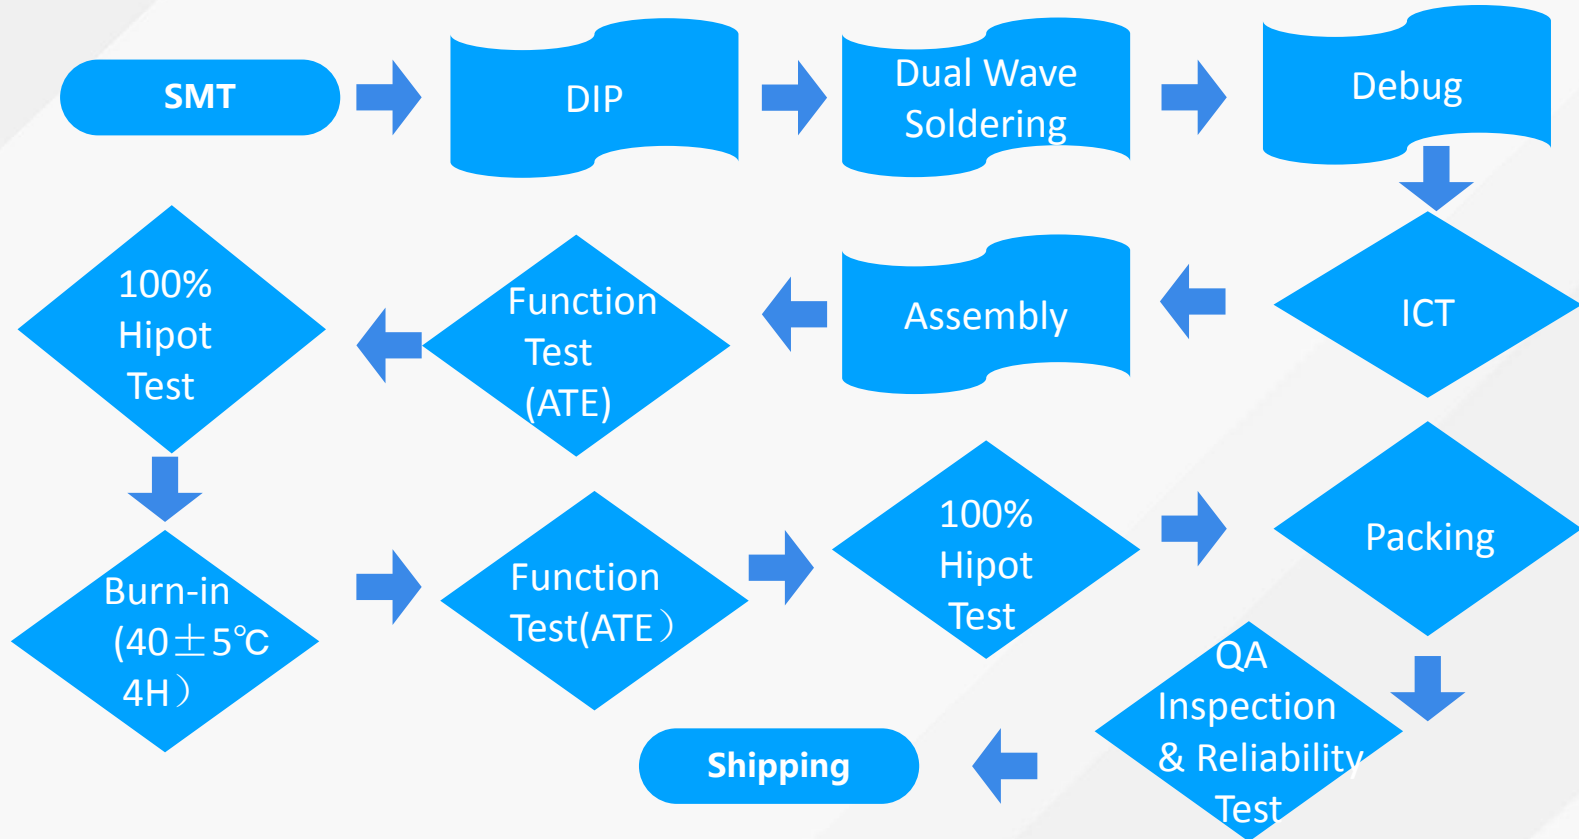 SMT
DIP
Dual Wave
Soldering
Debug
ICT
Assembly
Function
Test
(ATE)
100%
Hipot
Test
Burn-in
(40±5℃
4H）
Function
Test(ATE）
100%
Hipot
Test
Packing
QA
Inspection
& Reliability
Test
Shipping